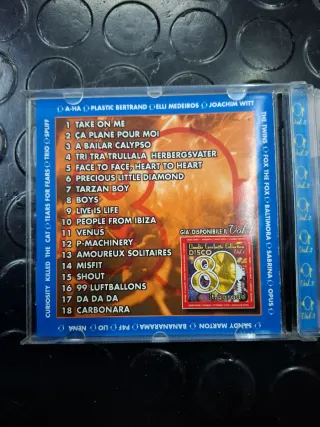 A-HA PLASTIC BERTRAND ELLI MEDEIROS JOACHIM WITT
THE TWINS FOX THE FOX BALTIMORA SABRINA OPUS
SANDY MARTON BANANARAMA P4F LIO NENA
CURIOSITY KILLED THE CAT TEARS FOR FEARS TRIO SPLIFF
1 TAKE ON ME
2 ÇA PLANE POUR MOI
3 A BAILAR CALYPSO
4 TRI TRA TRULLALA HERBERGSVATER
5 FACE TO FACE, HEART TO HEART
6 PRECIOUS LITTLE DIAMOND
7 TARZAN BOY
8 BOYS
9 LIVE IS LIFE
10 PEOPLE FROM IBIZA
11 VENUS
12 P-MACHINERY
13 AMOUREUX SOLITAIRES
14 MISFIT
15 SHOUT
16 99 LUFTBALLONS
17 DA DA DA
18 CARBONARA
GIÀ DISPONIBILE IL Vol.1
DISCO
80